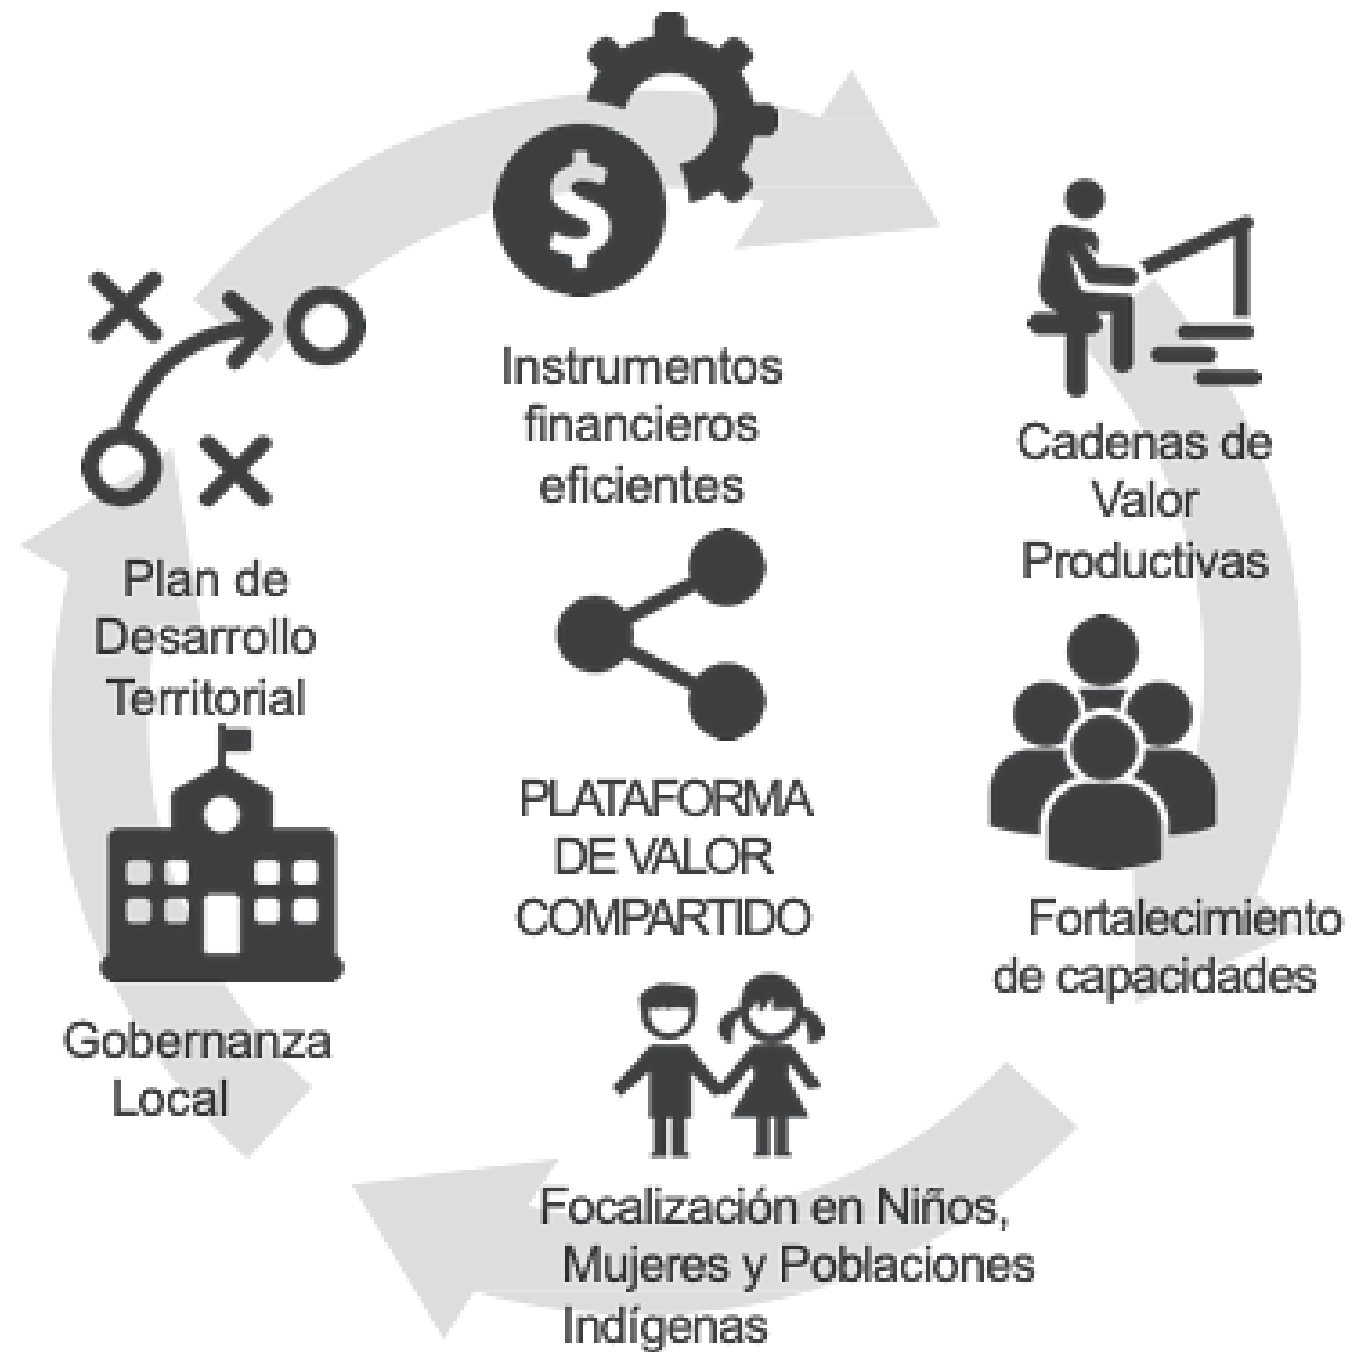 Instrumentos
financieros
eficientes
Cadenas de
Valor
Productivas
Plan de
Desarrollo
Territorial
PLATAFORMA
DE VALOR
COMPARTIDO
Fortalecimiento
de capacidades
Gobernanza
Local
Focalización en Niños,
Mujeres y Poblaciones
Indígenas